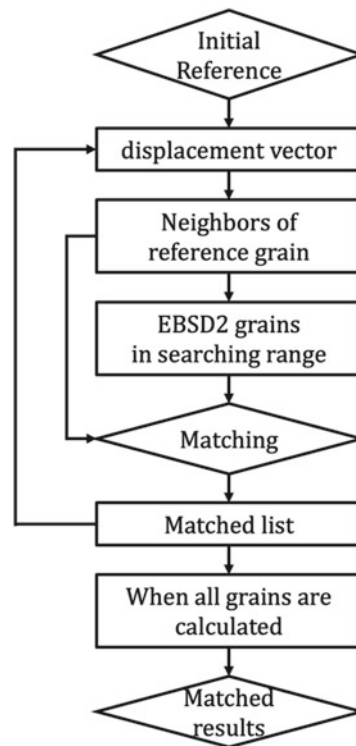 Initial
Reference
displacement vector
Neighbors of
reference grain
EBSD2 grains
in searching range
Matching
Matched list
When all grains are
calculated
Matched
results